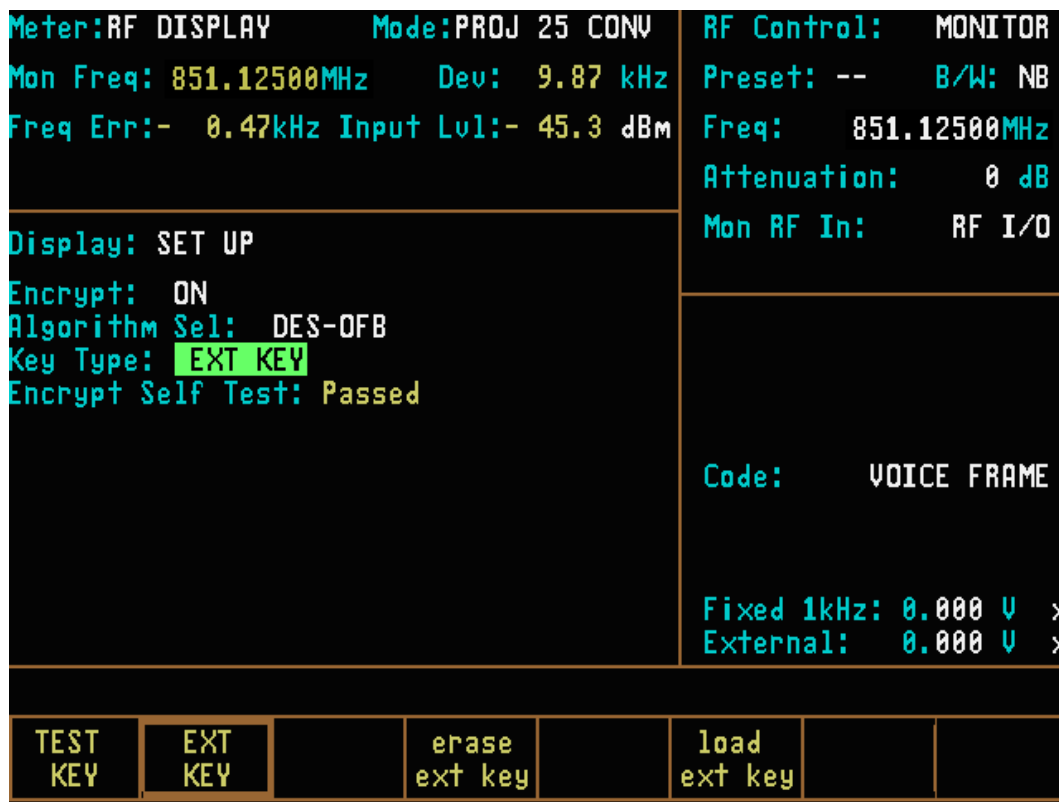 Meter:RF DISPLAY Mode:PROJ 25 CONV
Mon Freq: 851.12500MHz Dev: 9.87 kHz
Freq Err:- 0.47kHz Input Lvl:- 45.3 dBm
RF Control: MONITOR
Preset: -- B/W: NB
Freq: 851.12500MHz
Attenuation: 0 dB
Mon RF In: RF I/O
Display: SET UP
Encrypt: ON
Algorithm Sel: DES-OFB
Key Type: EXT KEY
Encrypt Self Test: Passed
Code: VOICE FRAME
Fixed 1kHz: 0.000 V
External: 0.000 V
TEST
KEY
EXT
KEY
erase
ext key
load
ext key